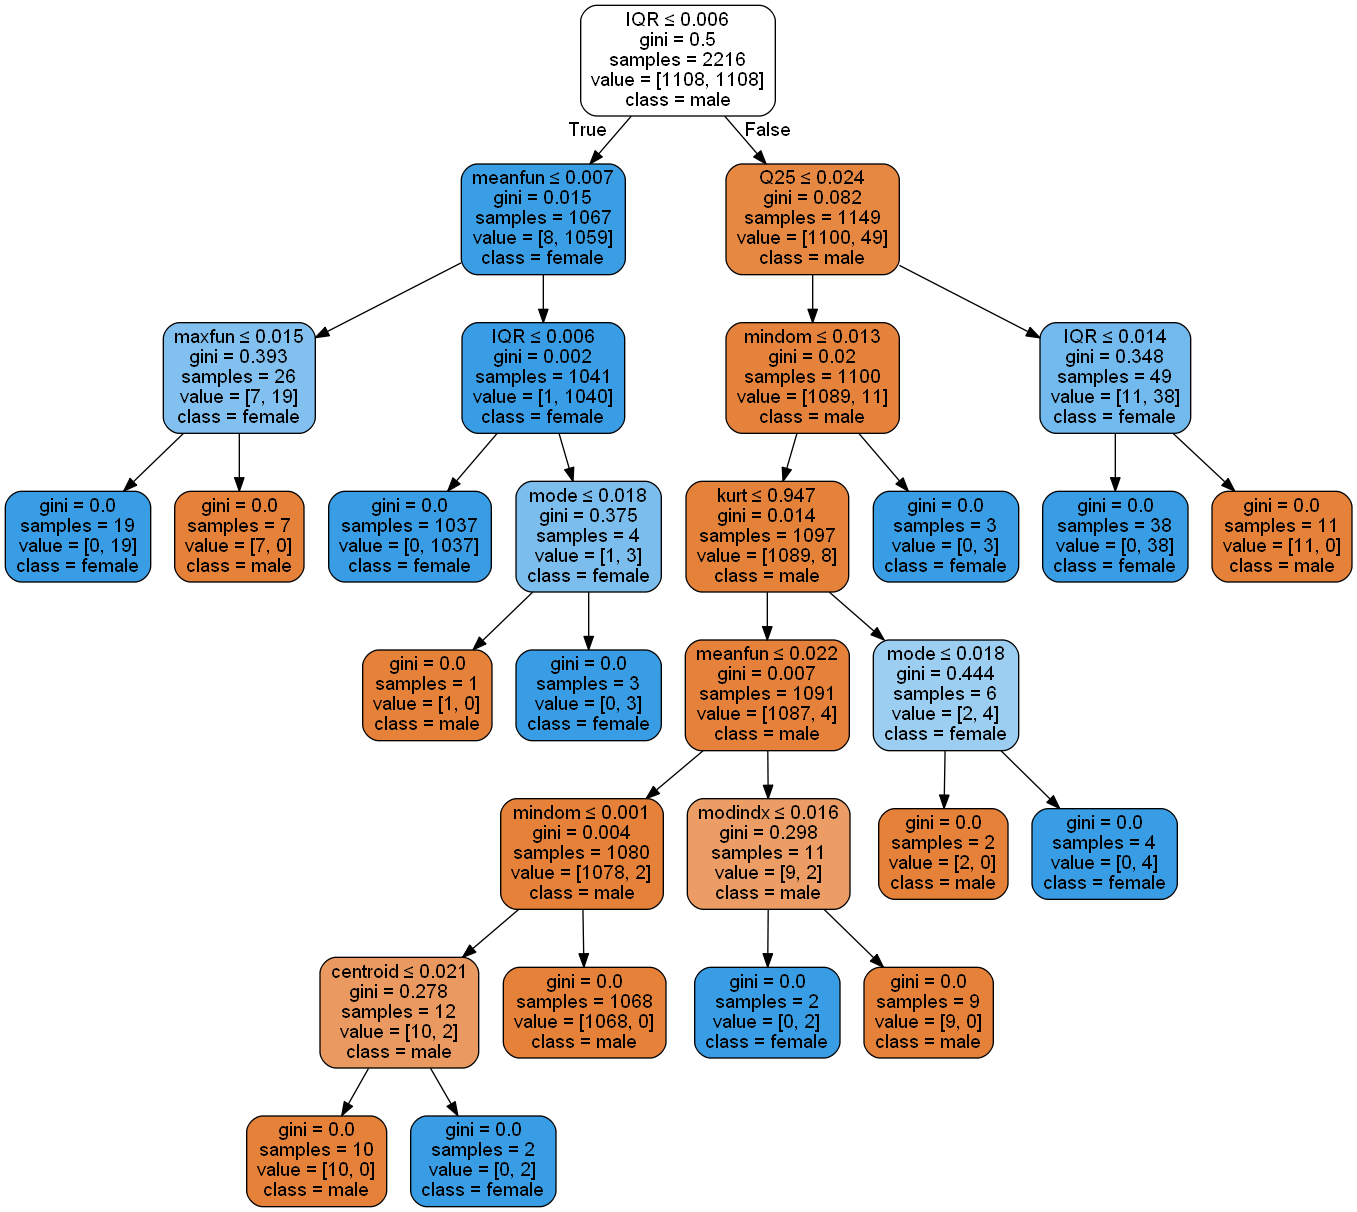 IQR ≤ 0.006
gini = 0.5
samples = 2216
value = [1108, 1108]
class = male
True
False
meanfun ≤ 0.007
gini = 0.015
samples = 1067
value = [8, 1059]
class = female
Q25 ≤ 0.024
gini = 0.082
samples = 1149
value = [1100, 49]
class = male
maxfun ≤ 0.015
gini = 0.393
samples = 26
value = [7, 19]
class = female
IQR ≤ 0.006
gini = 0.002
samples = 1041
value = [1, 1040]
class = female
mindom ≤ 0.013
gini = 0.02
samples = 1100
value = [1089, 11]
class = male
IQR ≤ 0.014
gini = 0.348
samples = 49
value = [11, 38]
class = female
gini = 0.0
samples = 19
value = [0, 19]
class = female
gini = 0.0
samples = 7
value = [7, 0]
class = male
gini = 0.0
samples = 1037
value = [0, 1037]
class = female
mode ≤ 0.018
gini = 0.375
samples = 4
value = [1, 3]
class = female
kurt ≤ 0.947
gini = 0.014
samples = 1097
value = [1089, 8]
class = male
gini = 0.0
samples = 3
value = [0, 3]
class = female
gini = 0.0
samples = 38
value = [0, 38]
class = female
gini = 0.0
samples = 11
value = [11, 0]
class = male
gini = 0.0
samples = 1
value = [1, 0]
class = male
gini = 0.0
samples = 3
value = [0, 3]
class = female
meanfun ≤ 0.022
gini = 0.007
samples = 1091
value = [1087, 4]
class = male
mode ≤ 0.018
gini = 0.444
samples = 6
value = [2, 4]
class = female
mindom ≤ 0.001
gini = 0.004
samples = 1080
value = [1078, 2]
class = male
modindx ≤ 0.016
gini = 0.298
samples = 11
value = [9, 2]
class = male
gini = 0.0
samples = 2
value = [2, 0]
class = male
gini = 0.0
samples = 4
value = [0, 4]
class = female
centroid ≤ 0.021
gini = 0.278
samples = 12
value = [10, 2]
class = male
gini = 0.0
samples = 1068
value = [1068, 0]
class = male
gini = 0.0
samples = 2
value = [0, 2]
class = female
gini = 0.0
samples = 9
value = [9, 0]
class = male
gini = 0.0
samples = 10
value = [10, 0]
class = male
gini = 0.0
samples = 2
value = [0, 2]
class = female